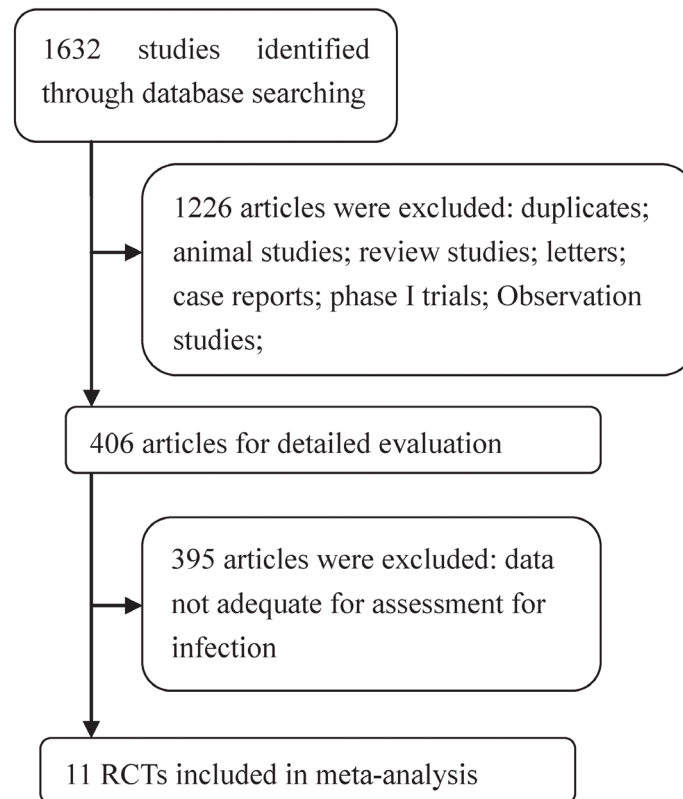 1632 studies identified
through database searching
1226 articles were excluded: duplicates;
animal studies; review studies; letters;
case reports; phase I trials; Observation
studies;
406 articles for detailed evaluation
395 articles were excluded: data
not adequate for assessment for
infection
11 RCTs included in meta-analysis